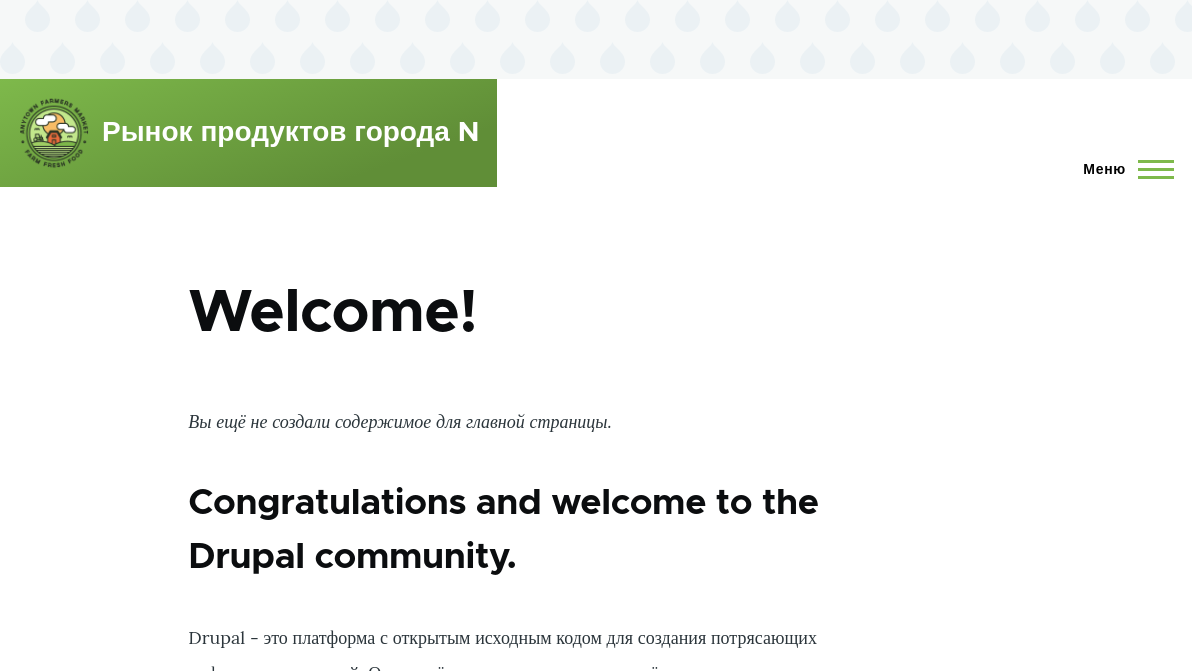 ANYTOWN FARMERS MARKET
FARM FRESH FOOD
Рынок продуктов города N
Меню
Welcome!
Вы ещё не создали содержимое для главной страницы.
Congratulations and welcome to the
Drupal community.
Drupal - это платформа с открытым исходным кодом для создания потрясающих